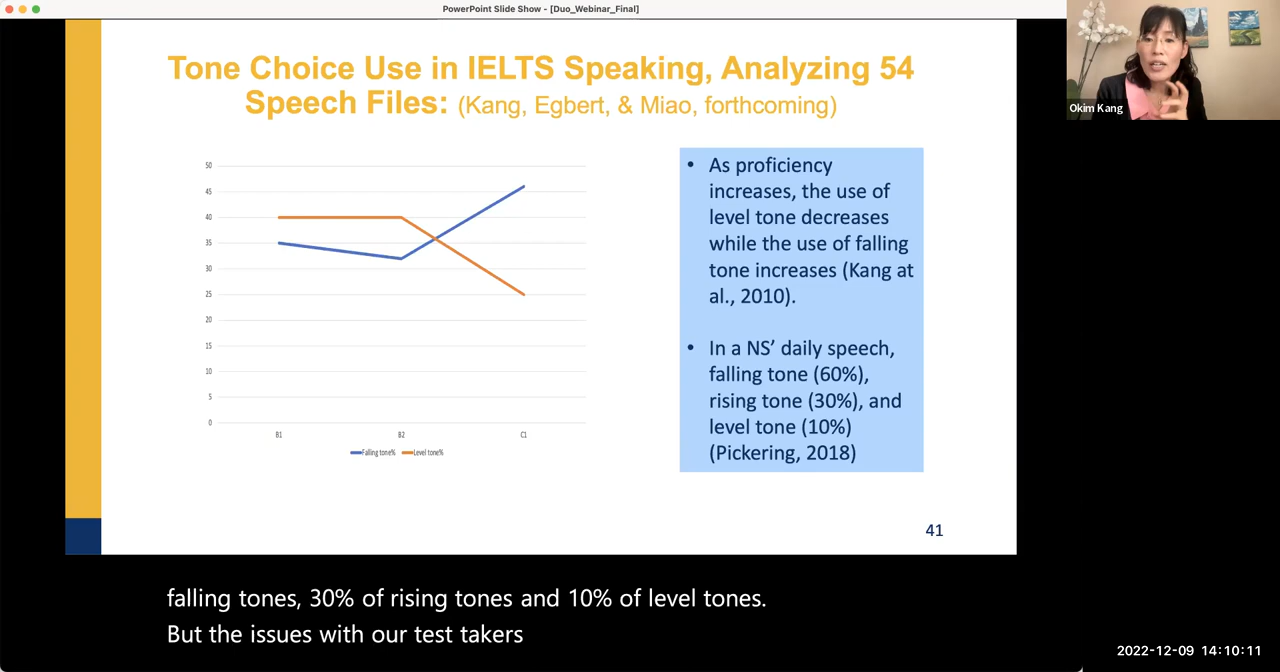 PowerPoint Slide Show - [Duo_Webinar_Final]
Okim Kang
Tone Choice Use in IELTS Speaking, Analyzing 54
Speech Files: (Kang, Egbert, & Miao, forthcoming)
50
45
40
35
30
25
20
15
10
5
0
B1 B2 C1
Falling tone% Level tone%
• As proficiency
increases, the use of
level tone decreases
while the use of falling
tone increases (Kang at
al., 2010).
• In a NS’ daily speech,
falling tone (60%),
rising tone (30%), and
level tone (10%)
(Pickering, 2018)
41
falling tones, 30% of rising tones and 10% of level tones.
But the issues with our test takers
2022-12-09 14:10:11